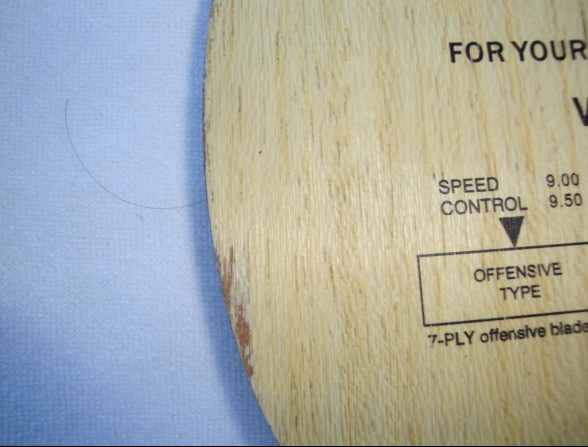 FOR YOUR
SPEED 9.00
CONTROL 9.50
OFFENSIVE
TYPE
7-PLY offensive blade